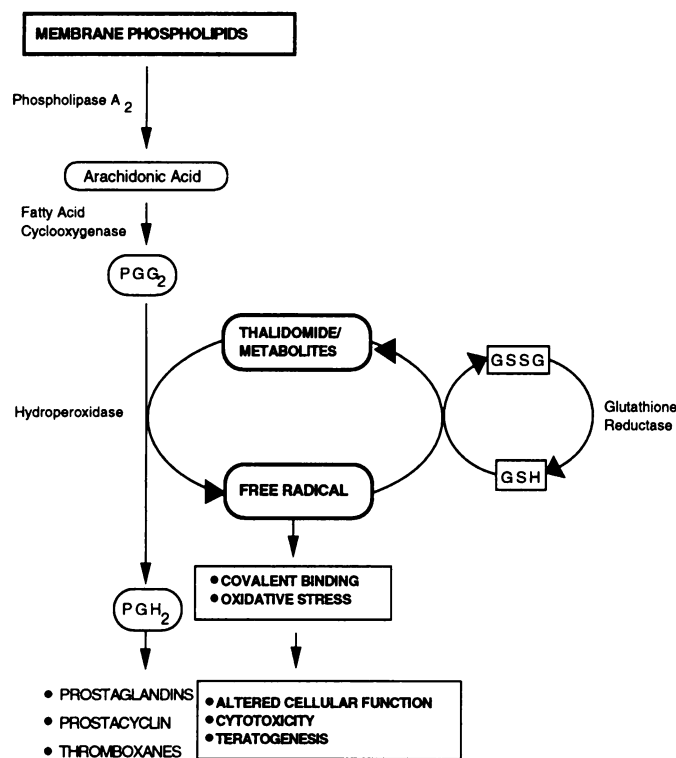 MEMBRANE PHOSPHOLIPIDS
Phospholipase A 2
Arachidonic Acid
Fatty Acid
Cyclooxygenase
PGG2
THALIDOMIDE/
METABOLITES
GSSG
Hydroperoxidase
Glutathione
Reductase
FREE RADICAL
GSH
● COVALENT BINDING
● OXIDATIVE STRESS
PGH2
● PROSTAGLANDINS
● PROSTACYCLIN
● THROMBOXANES
● ALTERED CELLULAR FUNCTION
● CYTOTOXICITY
● TERATOGENESIS